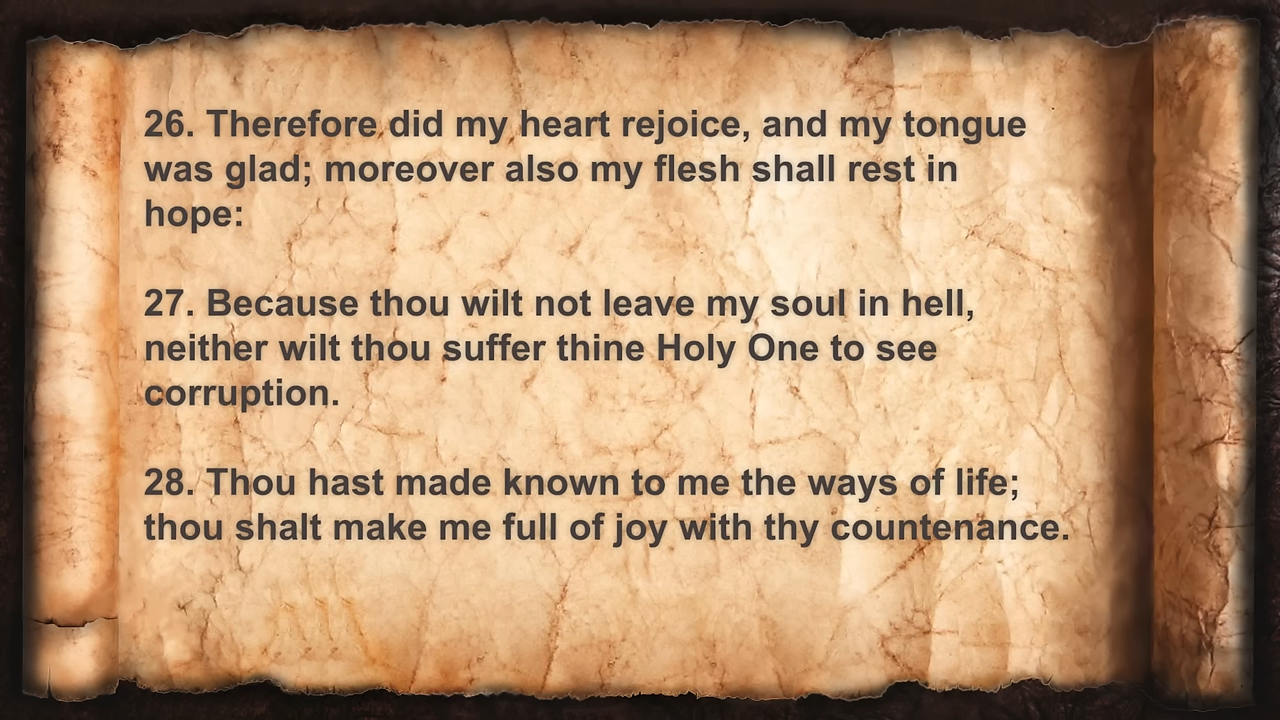 26. Therefore did my heart rejoice, and my tongue
was glad; moreover also my flesh shall rest in
hope:
27. Because thou wilt not leave my soul in hell,
neither wilt thou suffer thine Holy One to see
corruption.
28. Thou hast made known to me the ways of life;
thou shalt make me full of joy with thy countenance.